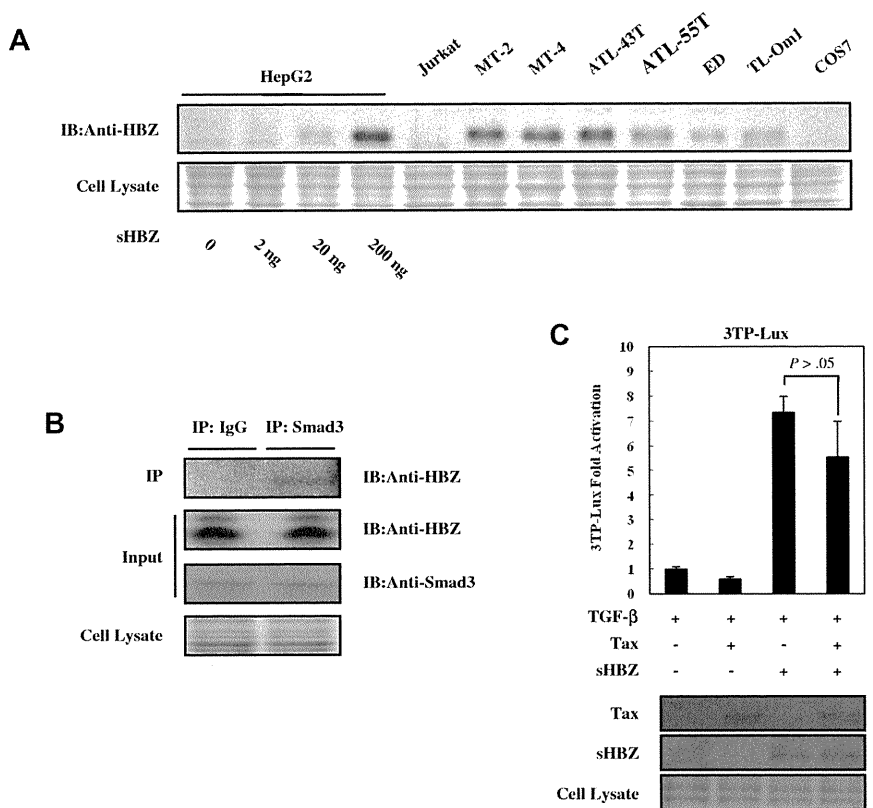 A
HepG2
Jurkat
MT-2
MT-4
ATL-43T
ATL-55T
ED
TL-Om1
COS7
IB:Anti-HBZ
Cell Lysate
sHBZ
0
2 ng
20 ng
200 ng
B
IP: IgG IP: Smad3
IP
IB:Anti-HBZ
Input
IB:Anti-HBZ
IB:Anti-Smad3
Cell Lysate
C
3TP-Lux
3TP-Lux Fold Activation
10
9
8
7
6
5
4
3
2
1
0
P > .05
TGF-β + + + +
Tax - + - +
sHBZ - - + +
Tax
sHBZ
Cell Lysate